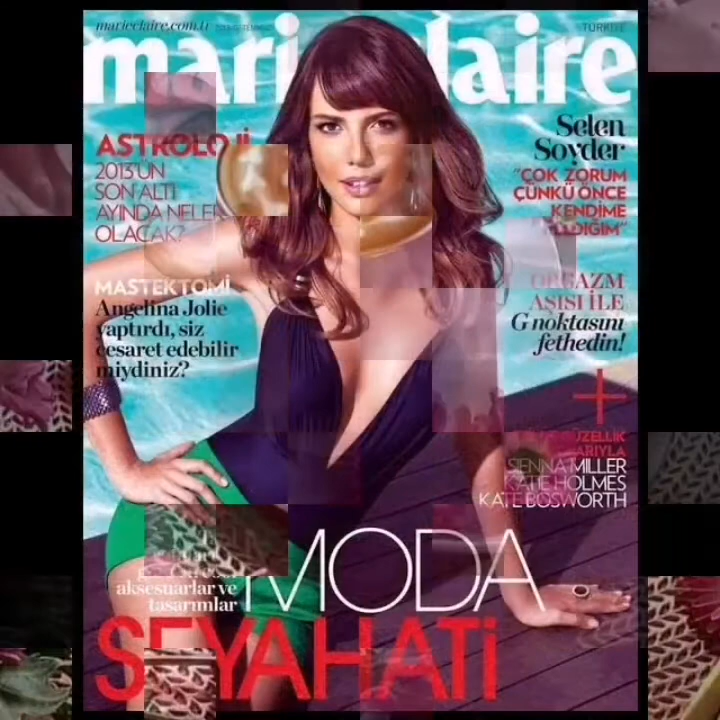 marieclaire.com.tr
TÜRKİYE
marie claire
ASTROLOJİ
2013'ÜN
SON ALTI
AYINDA NELER
OLACAK?
MASTEKTOMİ
Angelina Jolie
yaptırdı, siz
cesaret edebilir
miydiniz?
Selen
Soyder
"ÇOK ZORUM
ÇÜNKÜ ÖNCE
KENDİME
ORGAZM
AŞISI İLE
G noktasını
fethedin!
+
GÜZELLİK
SIENNA MILLER
KATE HOLMES
KATE BOSWORTH
aksesuarlar ve
tasarımlar
MODA
SEYAHATİ